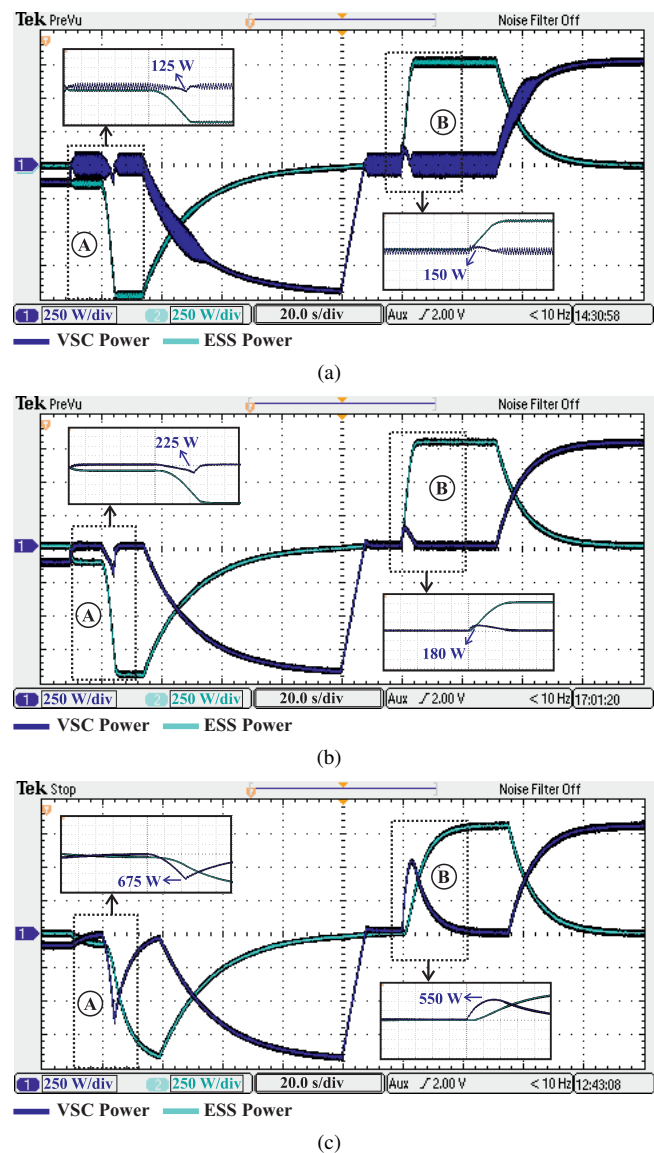 Tek PreVu Noise Filter Off
125 W
B
1
A
150 W
1 250 W/div 2 250 W/div 20.0 s/div Aux 2.00 V < 10 Hz 14:30:58
VSC Power ESS Power
(a)
Tek PreVu Noise Filter Off
225 W
B
1
A
180 W
1 250 W/div 2 250 W/div 20.0 s/div Aux 2.00 V < 10 Hz 17:01:20
VSC Power ESS Power
(b)
Tek Stop Noise Filter Off
675 W
B
1
A
550 W
1 250 W/div 2 250 W/div 20.0 s/div Aux 2.00 V < 10 Hz 12:43:08
VSC Power ESS Power
(c)